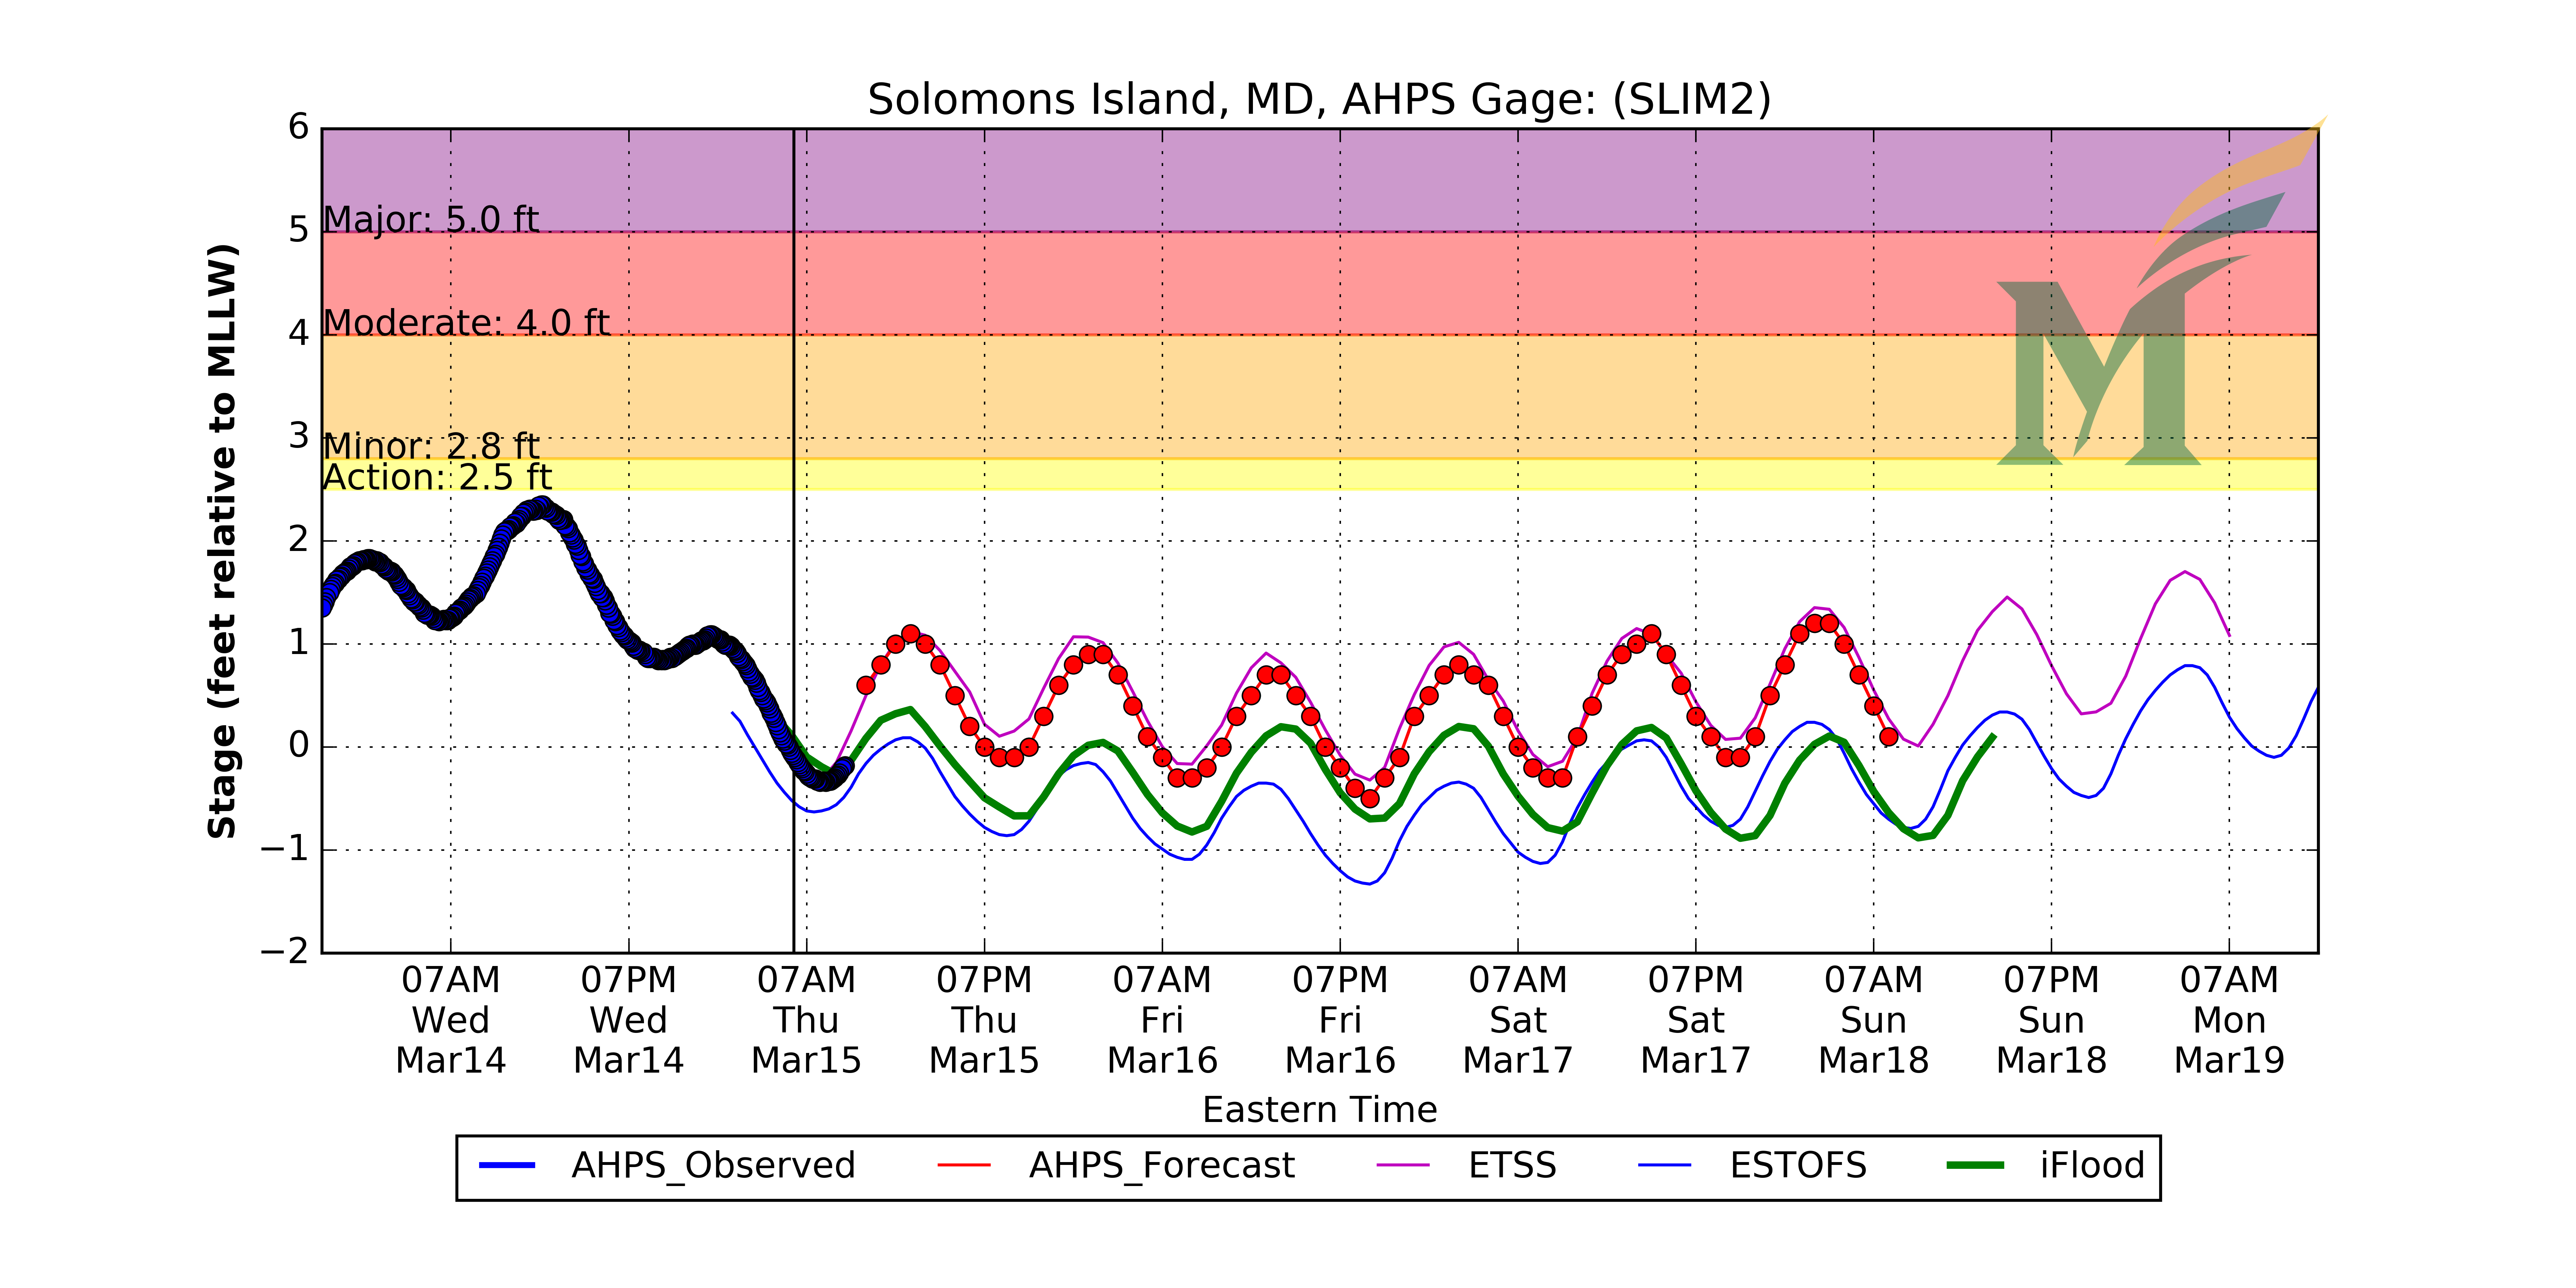 Solomons Island, MD, AHPS Gage: (SLIM2)
Stage (feet relative to MLLW)
6
5
4
3
2
1
0
−1
−2
Major: 5.0 ft
Moderate: 4.0 ft
Minor: 2.8 ft
Action: 2.5 ft
07AM 07PM 07AM 07PM 07AM 07PM 07AM 07PM 07AM 07PM 07AM
Wed Wed Thu Thu Fri Fri Sat Sat Sun Sun Mon
Mar14 Mar14 Mar15 Mar15 Mar16 Mar16 Mar17 Mar17 Mar18 Mar18 Mar19
Eastern Time
AHPS_Observed AHPS_Forecast ETSS ESTOFS iFlood